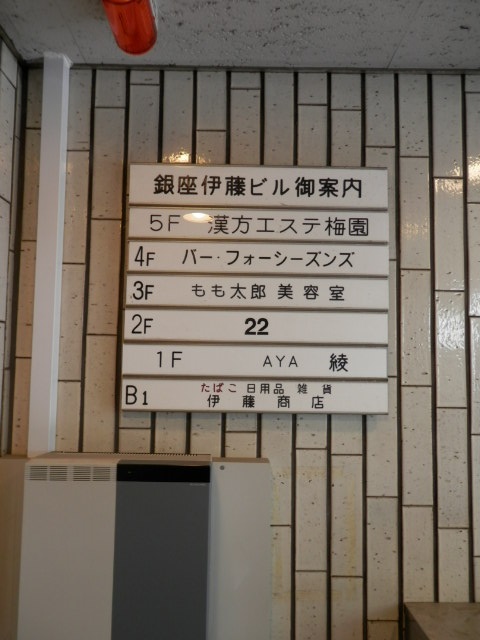 銀座伊藤ビル御案内
5F 漢方エステ梅園
4F バー・フォーシーズンズ
3F もも太郎 美容室
2F 22
1F AYA 綾
B1 たばこ 日用品 雑貨
伊藤商店